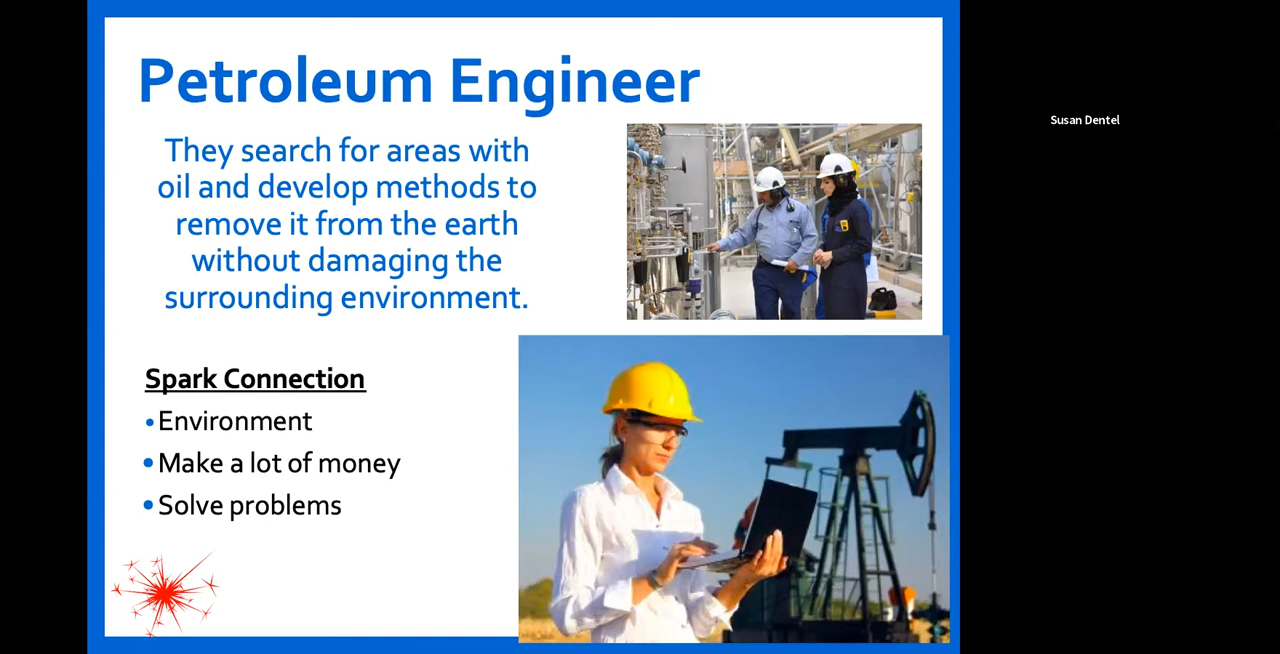 Petroleum Engineer
They search for areas with
oil and develop methods to
remove it from the earth
without damaging the
surrounding environment.
Susan Dentel
Spark Connection
•Environment
•Make a lot of money
•Solve problems